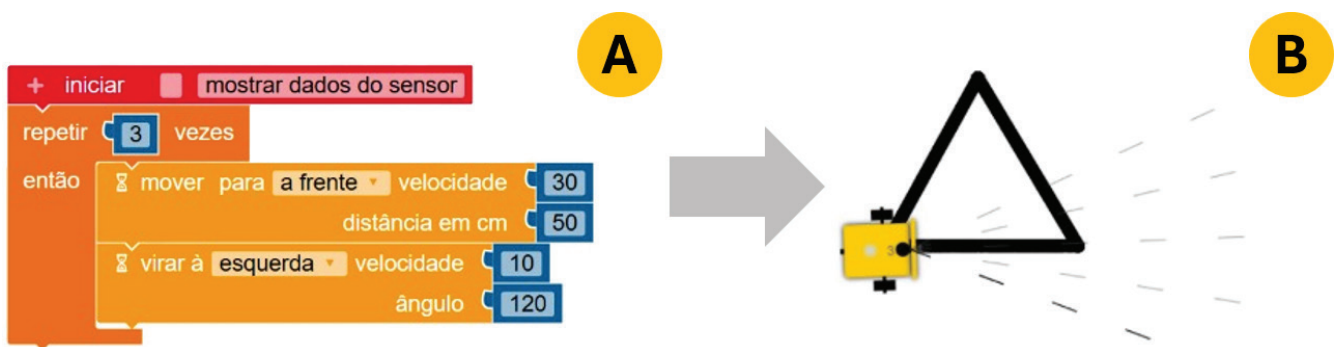 A
B
+ iniciar mostrar dados do sensor
repetir 3 vezes
então mover para a frente velocidade 30
distância em cm 50
virar à esquerda velocidade 10
ângulo 120
3